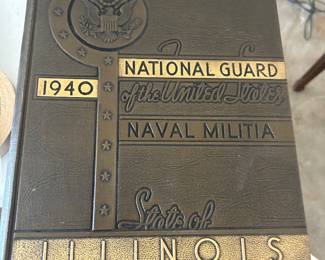 1940
NATIONAL GUARD
of the United States
NAVAL MILITIA
State of
ILLINOIS